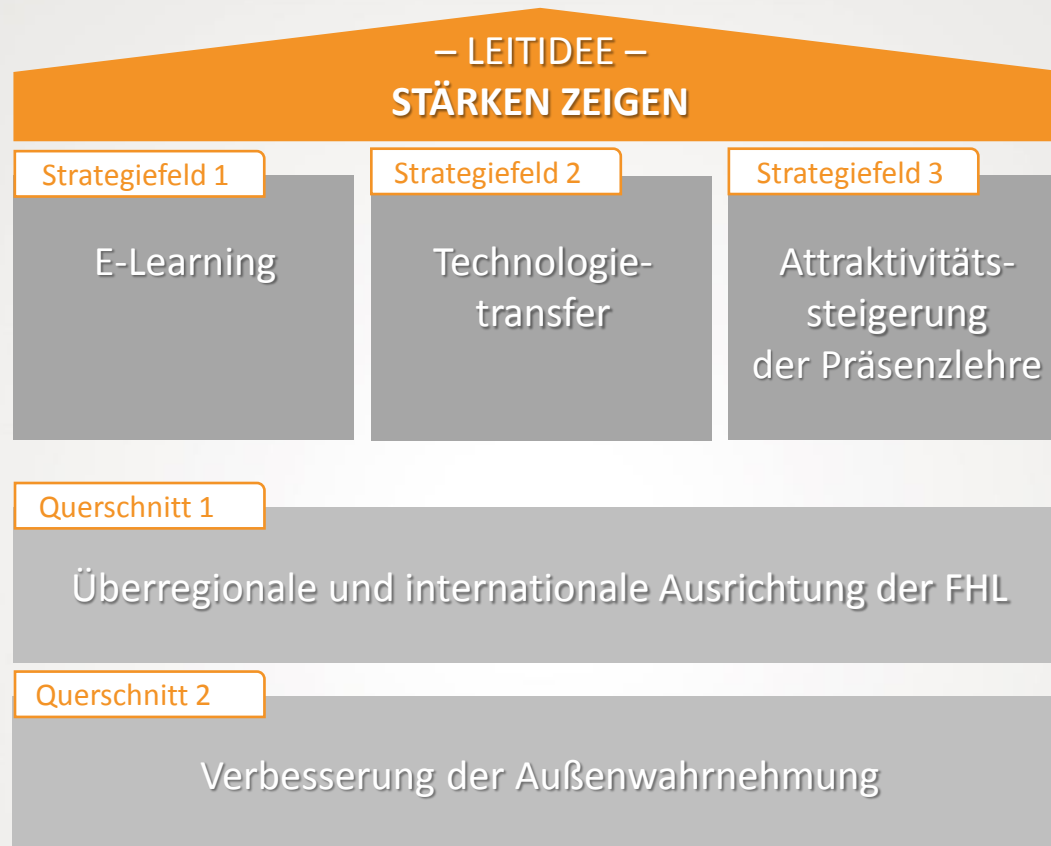 – LEITIDEE –
STÄRKEN ZEIGEN
Strategiefeld 1
E-Learning
Strategiefeld 2
Technologie-
transfer
Strategiefeld 3
Attraktivitäts-
steigerung
der Präsenzlehre
Querschnitt 1
Überregionale und internationale Ausrichtung der FHL
Querschnitt 2
Verbesserung der Außenwahrnehmung